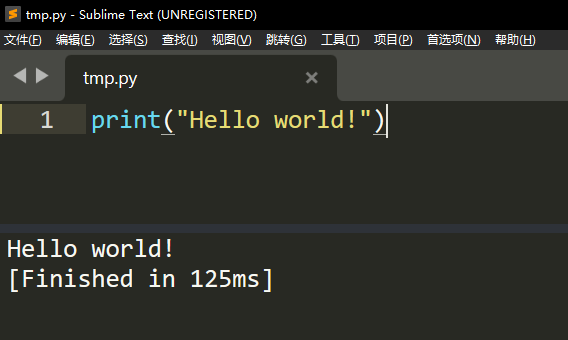 tmp.py - Sublime Text (UNREGISTERED)
文件(F) 编辑(E) 选择(S) 查找(I) 视图(V) 跳转(G) 工具(T) 项目(P) 首选项(N) 帮助(H)
tmp.py
1 print("Hello world!")
Hello world!
[Finished in 125ms]